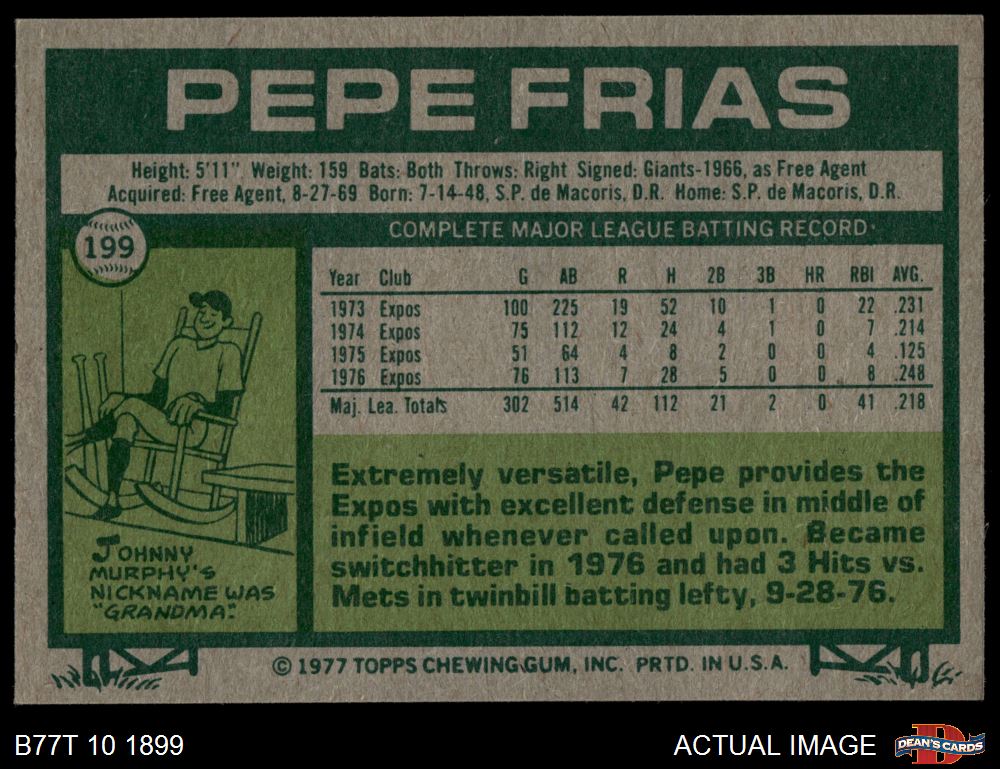 PEPE FRIAS
Height: 5'11" Weight: 159 Bats: Both Throws: Right Signed: Giants-1966, as Free Agent
Acquired: Free Agent, 8-27-69 Born: 7-14-48, S.P. de Macoris, D.R. Home: S.P. de Macoris, D.R.
199
COMPLETE MAJOR LEAGUE BATTING RECORD
Year Club G AB R H 2B 3B HR RBI AVG.
1973 Expos 100 225 19 52 10 1 0 22 .231
1974 Expos 75 112 12 24 4 1 0 7 .214
1975 Expos 51 64 4 8 2 0 0 4 .125
1976 Expos 76 113 7 28 5 0 0 8 .248
Maj. Lea. Totals 302 514 42 112 21 2 0 41 .218
Extremely versatile, Pepe provides the
Expos with excellent defense in middle of
infield whenever called upon. Became
switchhitter in 1976 and had 3 Hits vs.
Mets in twinbill batting lefty, 9-28-76.
JOHNNY
MURPHY'S
NICKNAME WAS
"GRANDMA".
© 1977 TOPPS CHEWING GUM, INC. PRTD. IN U.S.A.
B77T 10 1899
ACTUAL IMAGE
D
DEAN'S CARDS